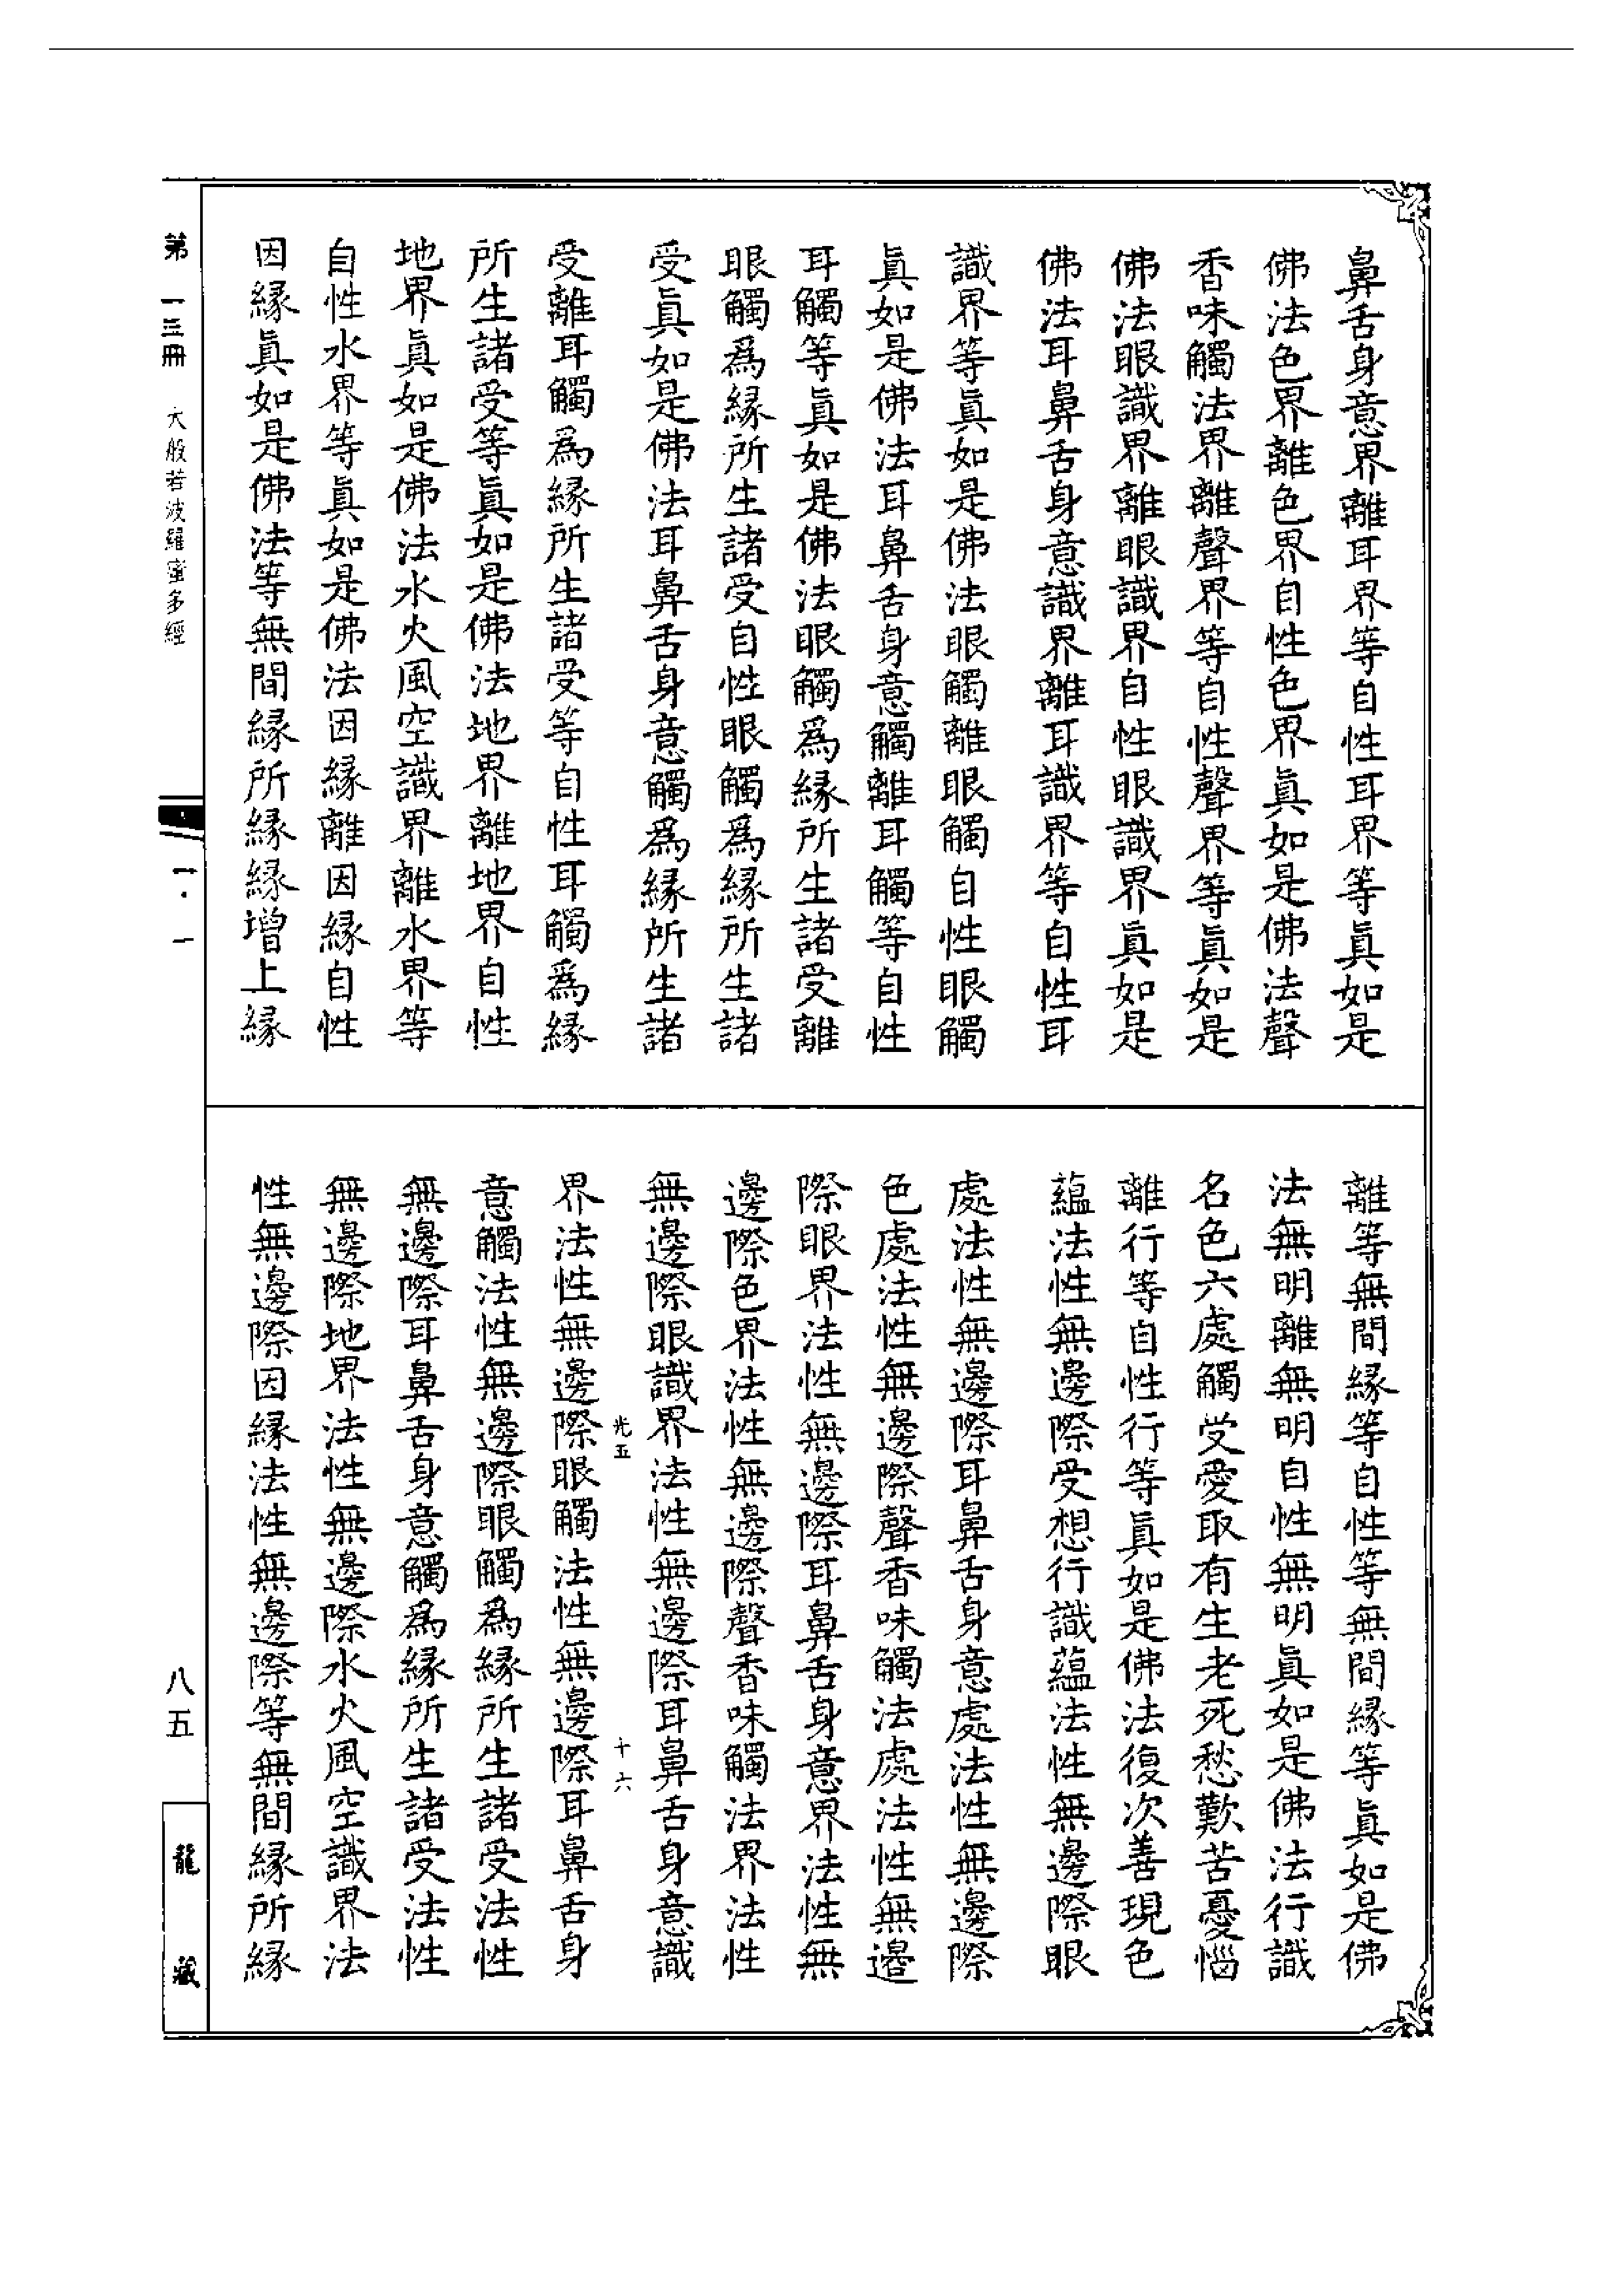 鼻舌身意界離耳界等自性耳界等眞如是
佛法色界離色界自性色界眞如是佛法聲
香味觸法界離聲界等自性聲界等眞如是
佛法眼識界離眼識界自性眼識界眞如是
佛法耳鼻舌身意識界離耳識界等自性耳
識界等眞如是佛法眼觸離眼觸自性眼觸
眞如是佛法耳鼻舌身意觸離耳觸等自性
耳觸等眞如是佛法眼觸爲緣所生諸受離
眼觸爲緣所生諸受自性眼觸爲緣所生諸
受眞如是佛法耳鼻舌身意觸爲緣所生諸
受離耳觸爲緣所生諸受等自性耳觸爲緣
所生諸受等眞如是佛法地界離地界自性
地界眞如是佛法水火風空識界離水界等
自性水界等眞如是佛法因緣離因緣自性
因緣眞如是佛法等無間緣所緣緣增上緣
離等無間緣等自性等無間緣等眞如是佛
法無明離無明自性無明眞如是佛法行識
名色六處觸受愛取有生老死愁歎苦憂惱
離行等自性行等眞如是佛法復次善現色
蘊法性無邊際受想行識蘊法性無邊際眼
處法性無邊際耳鼻舌身意處法性無邊際
色處法性無邊際聲香味觸法處法性無邊
際眼界法性無邊際耳鼻舌身意界法性無
邊際色界法性無邊際聲香味觸法界法性
無邊際眼識界法性無邊際耳鼻舌身意識
光五 十六
界法性無邊際眼觸法性無邊際耳鼻舌身
意觸法性無邊際眼觸爲緣所生諸受法性
無邊際耳鼻舌身意觸爲緣所生諸受法性
無邊際地界法性無邊際水火風空識界法
性無邊際因緣法性無邊際等無間緣所緣
第一三冊 大般若波羅蜜多經
八五
龍藏